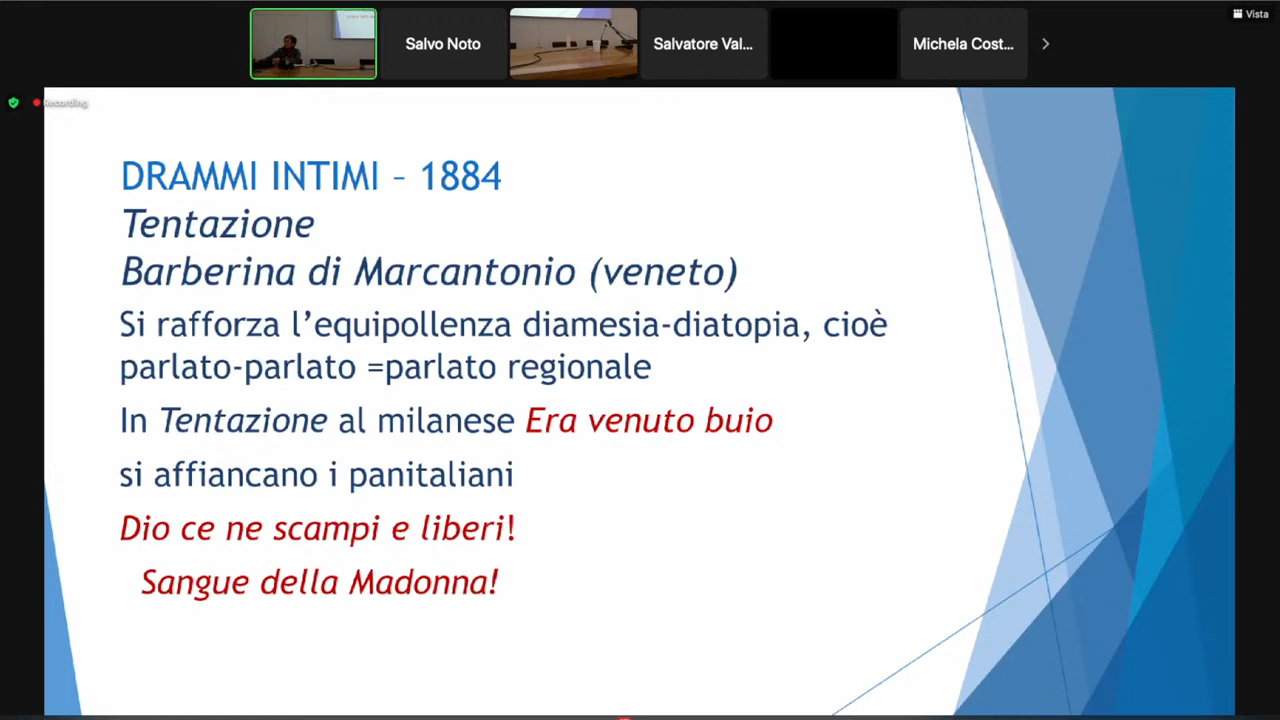 Vista
Salvo Noto
Salvatore Val...
Michela Cost...
Recording
DRAMMI INTIMI – 1884
Tentazione
Barberina di Marcantonio (veneto)
Si rafforza l’equipollenza diamesia-diatopia, cioè
parlato-parlato =parlato regionale
In Tentazione al milanese Era venuto buio
si affiancano i panitaliani
Dio ce ne scampi e liberi!
Sangue della Madonna!